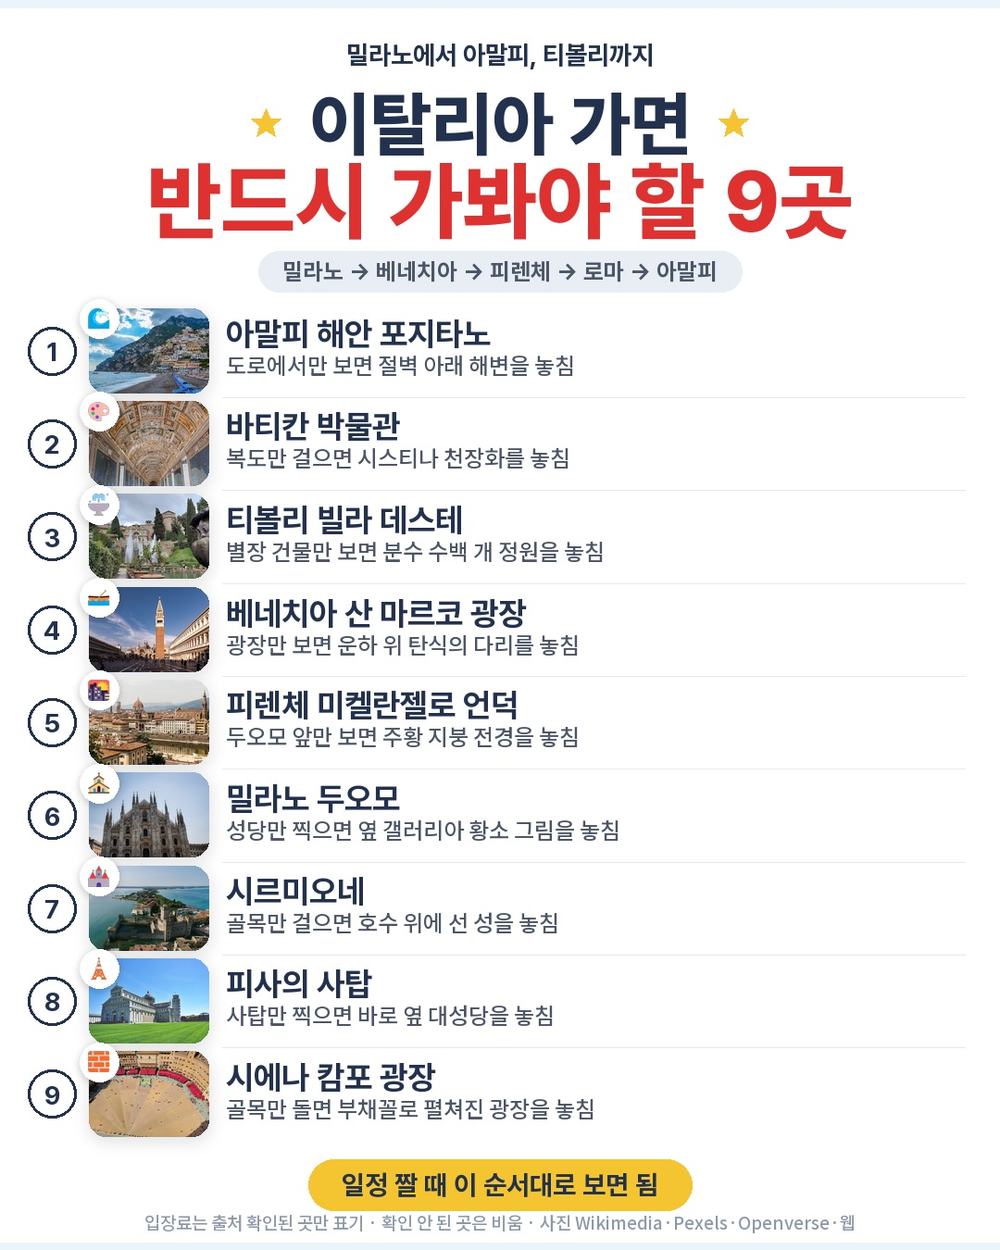 밀라노에서 아말피, 티볼리까지
이탈리아 가면
반드시 가봐야 할 9곳
밀라노 → 베네치아 → 피렌체 → 로마 → 아말피
1
아말피 해안 포지타노
도로에서만 보면 절벽 아래 해변을 놓침
2
바티칸 박물관
복도만 걸으면 시스티나 천장화를 놓침
3
티볼리 빌라 데스테
별장 건물만 보면 분수 수백 개 정원을 놓침
4
베네치아 산 마르코 광장
광장만 보면 운하 위 탄식의 다리를 놓침
5
피렌체 미켈란젤로 언덕
두오모 앞만 보면 주황 지붕 전경을 놓침
6
밀라노 두오모
성당만 찍으면 옆 갤러리아 황소 그림을 놓침
7
시르미오네
골목만 걸으면 호수 위에 선 성을 놓침
8
피사의 사탑
사탑만 찍으면 바로 옆 대성당을 놓침
9
시에나 캄포 광장
골목만 돌면 부채꼴로 펼쳐진 광장을 놓침
일정 짤 때 이 순서대로 보면 됨
입장료는 출처 확인된 곳만 표기 · 확인 안 된 곳은 비움 · 사진 Wikimedia·Pexels·Openverse·웹